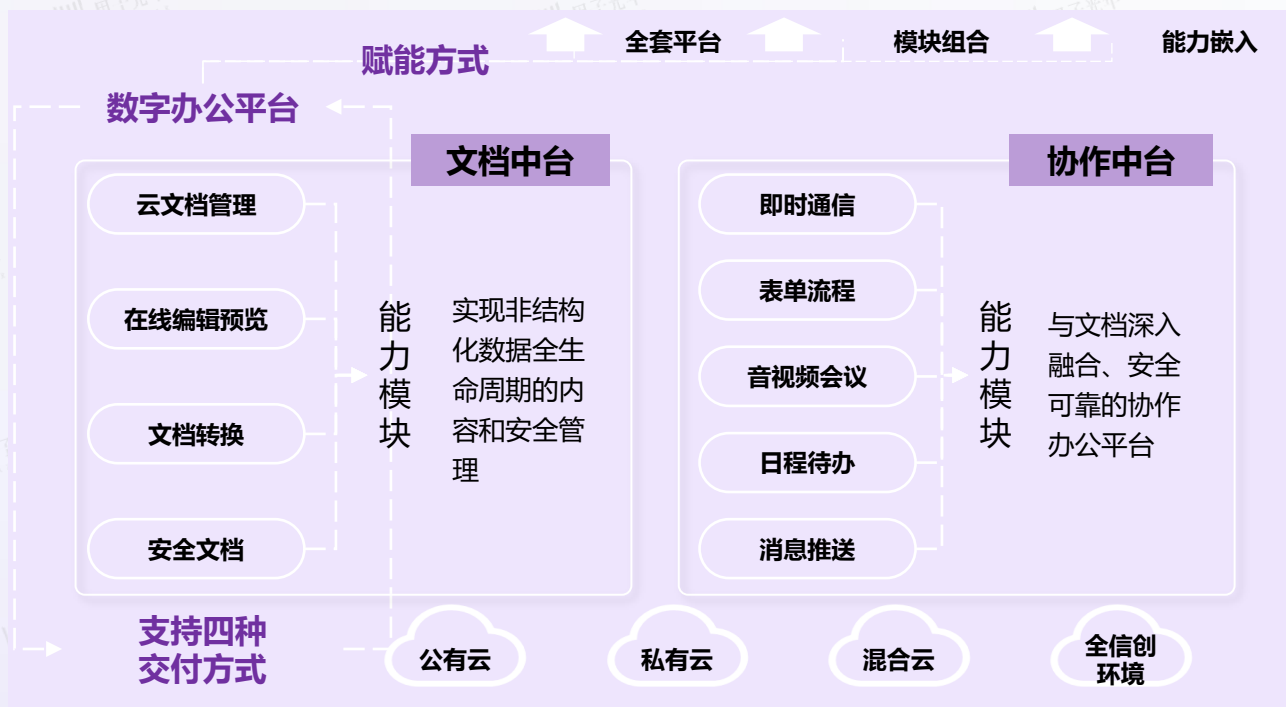 全套平台
模块组合
能力嵌入
赋能方式
数字办公平台
文档中台
云文档管理
在线编辑预览
文档转换
安全文档
能
力
模
块
实现非结构
化数据全生
命周期的内
容和安全管
理
协作中台
即时通信
表单流程
音视频会议
日程待办
消息推送
能
力
模
块
与文档深入
融合、安全
可靠的协作
办公平台
支持四种
交付方式
公有云
私有云
混合云
全信创
环境